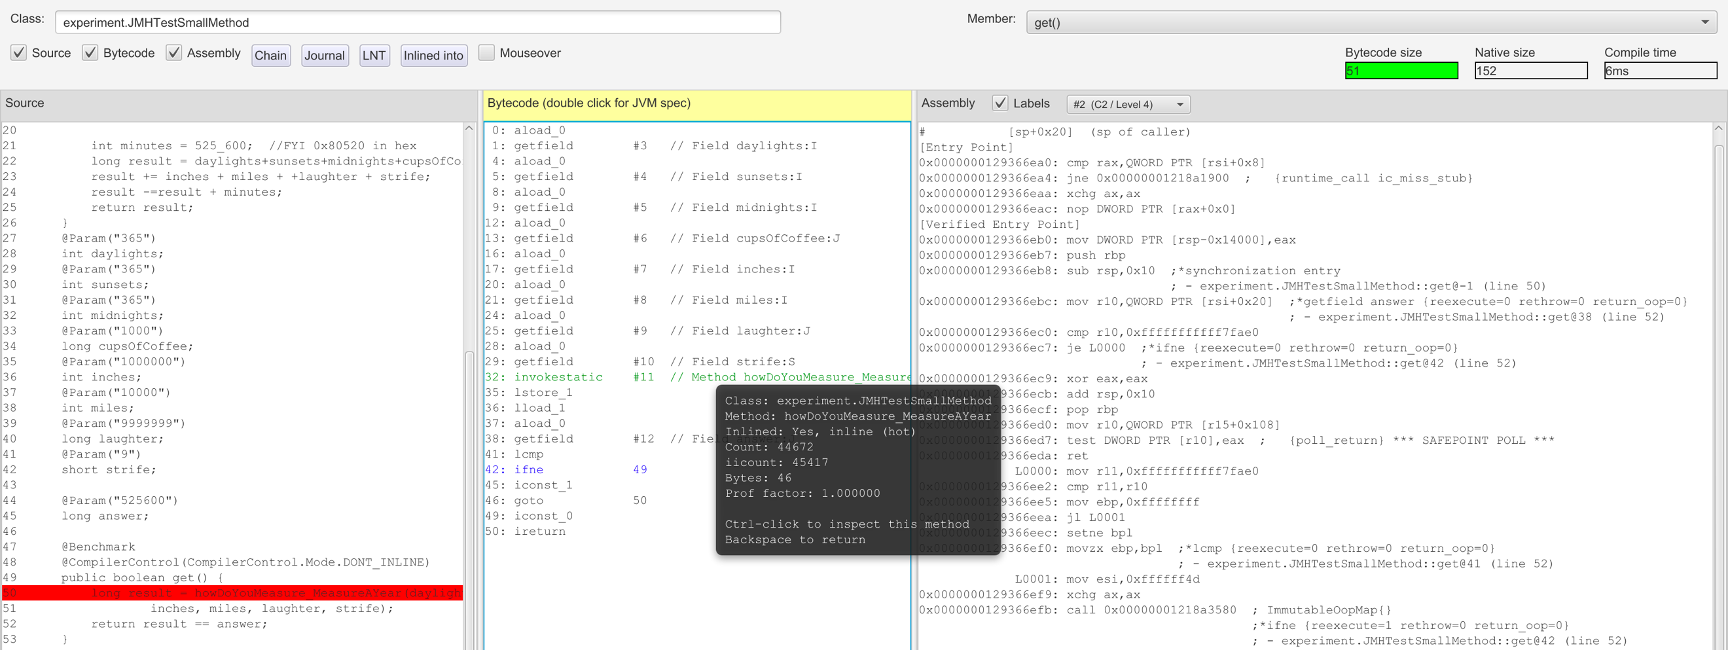 Class: experiment.JMHTestSmallMethod Member: get()
Source Bytecode Assembly Chain Journal LNT Inlined into Mouseover
Bytecode size Native size Compile time
51 152 6ms
Source
20
21 int minutes = 525_600; //FYI 0x80520 in hex
22 long result = daylights+sunsets+midnights+cupsOfCo
23 result += inches + miles + +laughter + strife;
24 result -=result + minutes;
25 return result;
26 }
27 @Param("365")
28 int daylights;
29 @Param("365")
30 int sunsets;
31 @Param("365")
32 int midnights;
33 @Param("1000")
34 long cupsOfCoffee;
35 @Param("1000000")
36 int inches;
37 @Param("10000")
38 int miles;
39 @Param("9999999")
40 long laughter;
41 @Param("9")
42 short strife;
43
44 @Param("525600")
45 long answer;
46
47 @Benchmark
48 @CompilerControl(CompilerControl.Mode.DONT_INLINE)
49 public boolean get() {
50 long result = howDoYouMeasure_MeasureAYear(dayligh
51 inches, miles, laughter, strife);
52 return result == answer;
53 }
Bytecode (double click for JVM spec)
0: aload_0
1: getfield #3 // Field daylights:I
4: aload_0
5: getfield #4 // Field sunsets:I
8: aload_0
9: getfield #5 // Field midnights:I
12: aload_0
13: getfield #6 // Field cupsOfCoffee:J
16: aload_0
17: getfield #7 // Field inches:I
20: aload_0
21: getfield #8 // Field miles:I
24: aload_0
25: getfield #9 // Field laughter:J
28: aload_0
29: getfield #10 // Field strife:S
32: invokestatic #11 // Method howDoYouMeasure_Measure
35: lstore_1
36: lload_1
37: aload_0
38: getfield #12 // Field
41: lcmp
42: ifne 49
45: iconst_1
46: goto 50
49: iconst_0
50: ireturn
Class: experiment.JMHTestSmallMethod
Method: howDoYouMeasure_MeasureAYear
Inlined: Yes, inline (hot)
Count: 44672
iicount: 45417
Bytes: 46
Prof factor: 1.000000
Ctrl-click to inspect this method
Backspace to return
Assembly Labels #2 (C2 / Level 4)
# [sp+0x20] (sp of caller)
[Entry Point]
0x0000000129366ea0: cmp rax,QWORD PTR [rsi+0x8]
0x0000000129366ea4: jne 0x00000001218a1900 ; {runtime_call ic_miss_stub}
0x0000000129366eaa: xchg ax,ax
0x0000000129366eac: nop DWORD PTR [rax+0x0]
[Verified Entry Point]
0x0000000129366eb0: mov DWORD PTR [rsp-0x14000],eax
0x0000000129366eb7: push rbp
0x0000000129366eb8: sub rsp,0x10 ;*synchronization entry
; - experiment.JMHTestSmallMethod::get@-1 (line 50)
0x0000000129366ebc: mov r10,QWORD PTR [rsi+0x20] ;*getfield answer {reexecute=0 rethrow=0 return_oop=0}
; - experiment.JMHTestSmallMethod::get@38 (line 52)
0x0000000129366ec0: cmp r10,0xfffffffffff7fae0
0x0000000129366ec7: je L0000 ;*ifne {reexecute=0 rethrow=0 return_oop=0}
; - experiment.JMHTestSmallMethod::get@42 (line 52)
0x0000000129366ec9: xor eax,eax
0x0000000129366ecb: add rsp,0x10
0x0000000129366ecf: pop rbp
0x0000000129366ed0: mov r10,QWORD PTR [r15+0x108]
0x0000000129366ed7: test DWORD PTR [r10],eax ; {poll_return} *** SAFEPOINT POLL ***
0x0000000129366eda: ret
L0000: mov r11,0xfffffffffff7fae0
0x0000000129366ee2: cmp r11,r10
0x0000000129366ee5: mov ebp,0xffffffff
0x0000000129366eea: jl L0001
0x0000000129366eec: setne bpl
0x0000000129366ef0: movzx ebp,bpl ;*lcmp {reexecute=0 rethrow=0 return_oop=0}
; - experiment.JMHTestSmallMethod::get@41 (line 52)
L0001: mov esi,0xffffff4d
0x0000000129366ef9: xchg ax,ax
0x0000000129366efb: call 0x00000001218a3580 ; ImmutableOopMap{}
;*ifne {reexecute=1 rethrow=0 return_oop=0}
; - experiment.JMHTestSmallMethod::get@42 (line 52)